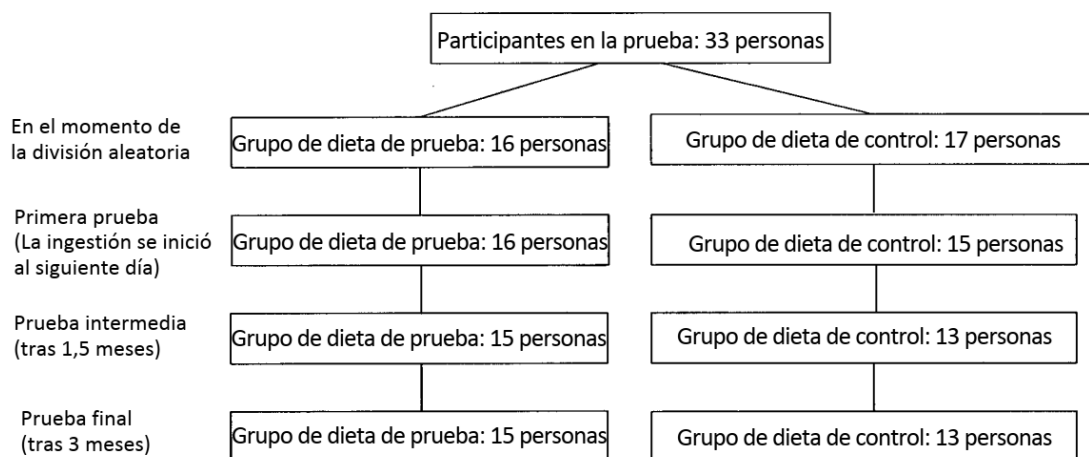 Participantes en la prueba: 33 personas
En el momento de
la división aleatoria
Grupo de dieta de prueba: 16 personas
Grupo de dieta de control: 17 personas
Primera prueba
(La ingestión se inició
al siguiente día)
Grupo de dieta de prueba: 16 personas
Grupo de dieta de control: 15 personas
Prueba intermedia
(tras 1,5 meses)
Grupo de dieta de prueba: 15 personas
Grupo de dieta de control: 13 personas
Prueba final
(tras 3 meses)
Grupo de dieta de prueba: 15 personas
Grupo de dieta de control: 13 personas